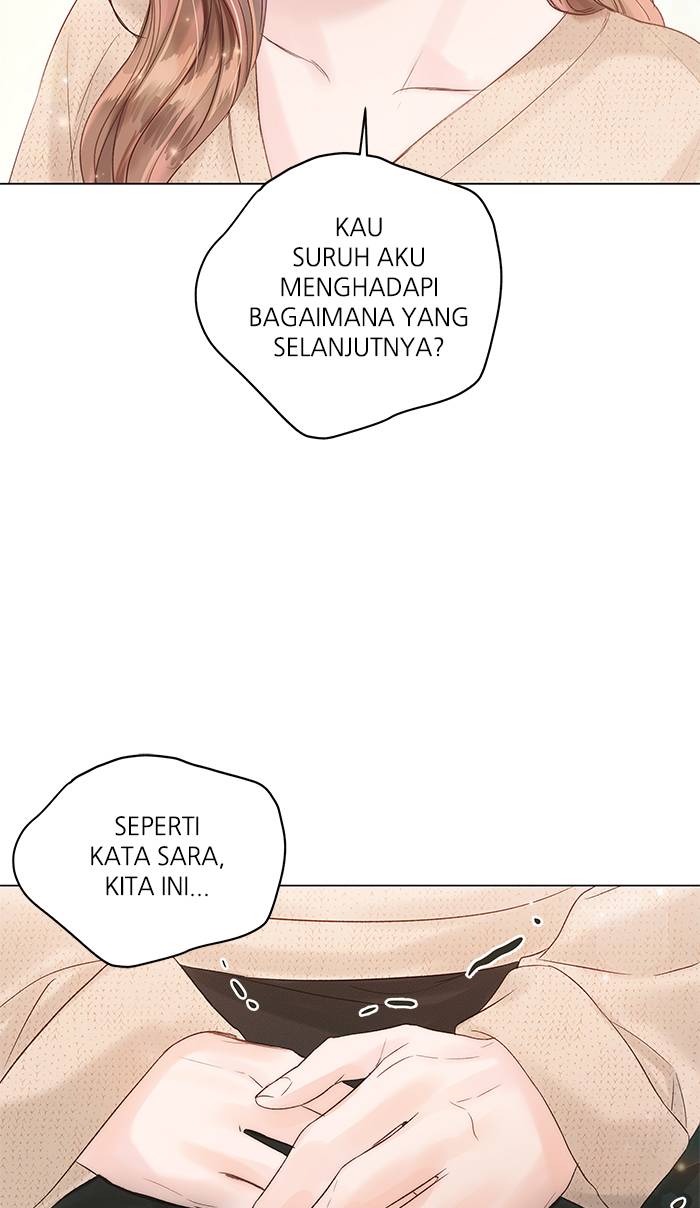 KAU
SURUH AKU
MENGHADAPI
BAGAIMANA YANG
SELANJUTNYA?
SEPERTI
KATA SARA,
KITA INI...